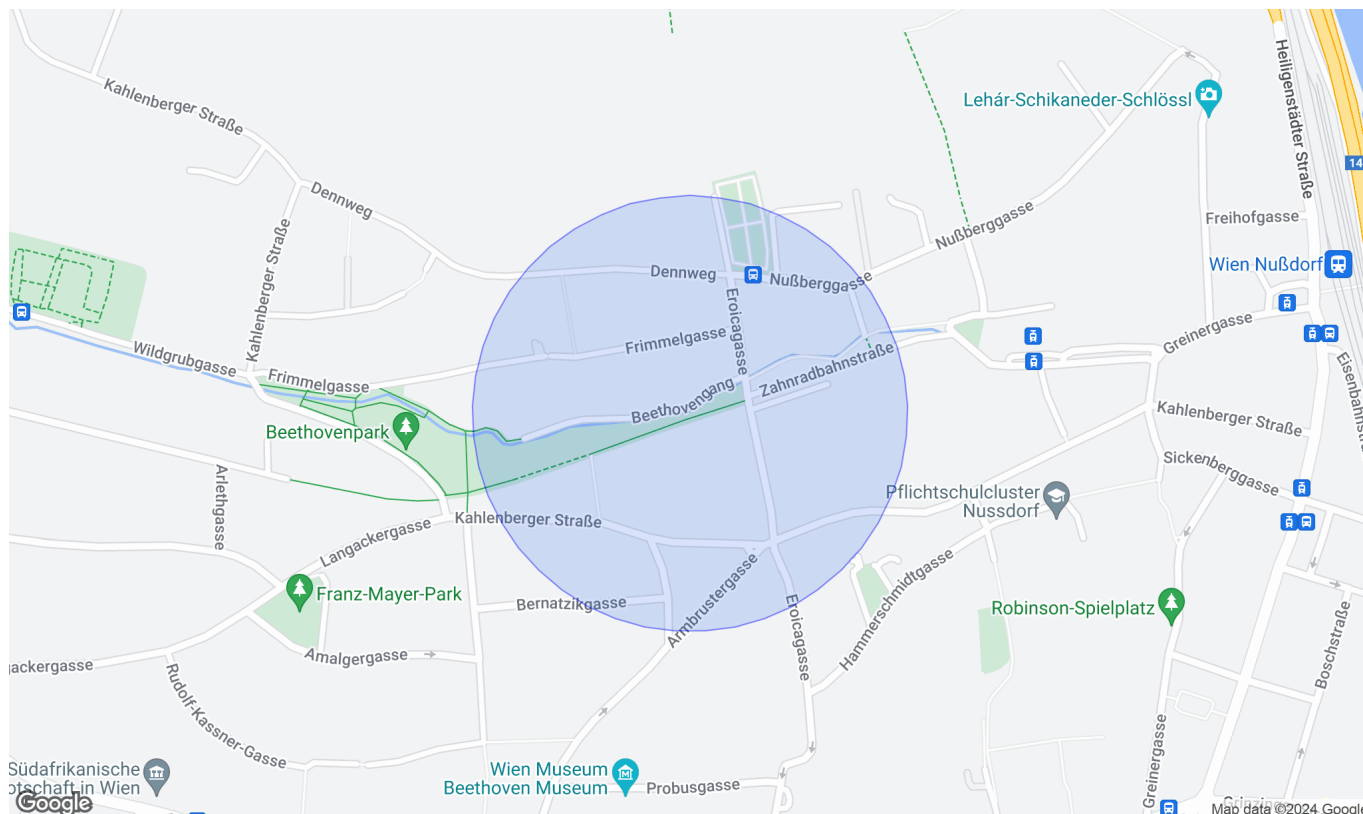 Kahlenberger Straße
Lehár-Schikaneder-Schlössl
Heiligenstädter Straße
14
Dennweg
Freihofgasse
Nußberggasse
Kahlenberger Straße
Wien Nußdorf
Dennweg
Nußberggasse
Eroicagasse
Greinergasse
Frimmelgasse
Wildgrubgasse
Zahnradbahnstraße
Frimmelgasse
Beethovengang
Kahlenberger Straße
Beethovenpark
Sickenberggasse
Arlethgasse
Pflichtschulcluster
Nussdorf
Kahlenberger Straße
Langackergasse
Franz-Mayer-Park
Bernatzikgasse
Armbrustergasse
Eroicagasse
Hammerschmidtgasse
Robinson-Spielplatz
Boschstraße
Amalgergasse
gackergasse
Rudolf-Kassner-Gasse
Greinergasse
Südafrikanische
otschaft in Wien
Wien Museum
Beethoven Museum
Probusgasse
Google
Map data ©2024 Google